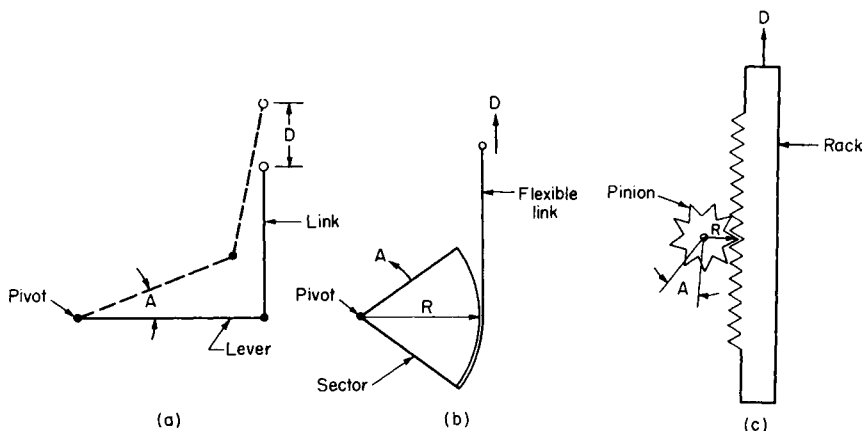 D
Link
A
Pivot
Lever
(a)
D
Flexible
link
A
Pivot
R
Sector
(b)
D
Rack
Pinion
R
A
(c)